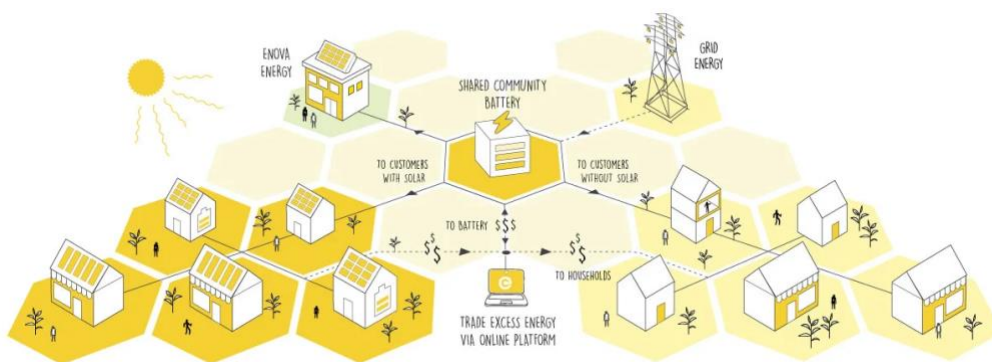 ENOVA
ENERGY
GRID
ENERGY
SHARED COMMUNITY
BATTERY
TO CUSTOMERS
WITH SOLAR
TO CUSTOMERS
WITHOUT SOLAR
TO BATTERY $$$
$$
$$
TO HOUSEHOLDS
TRADE EXCESS ENERGY
VIA ONLINE PLATFORM